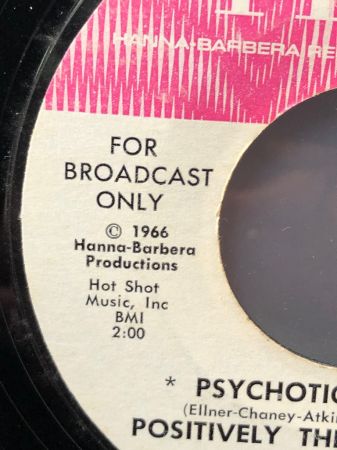 HANNA-BARBERA RE
FOR
BROADCAST
ONLY
© 1966
Hanna-Barbera
Productions
Hot Shot
Music, Inc
BMI
2:00
* PSYCHOTIC
(Ellner-Chaney-Atkin
POSITIVELY THE